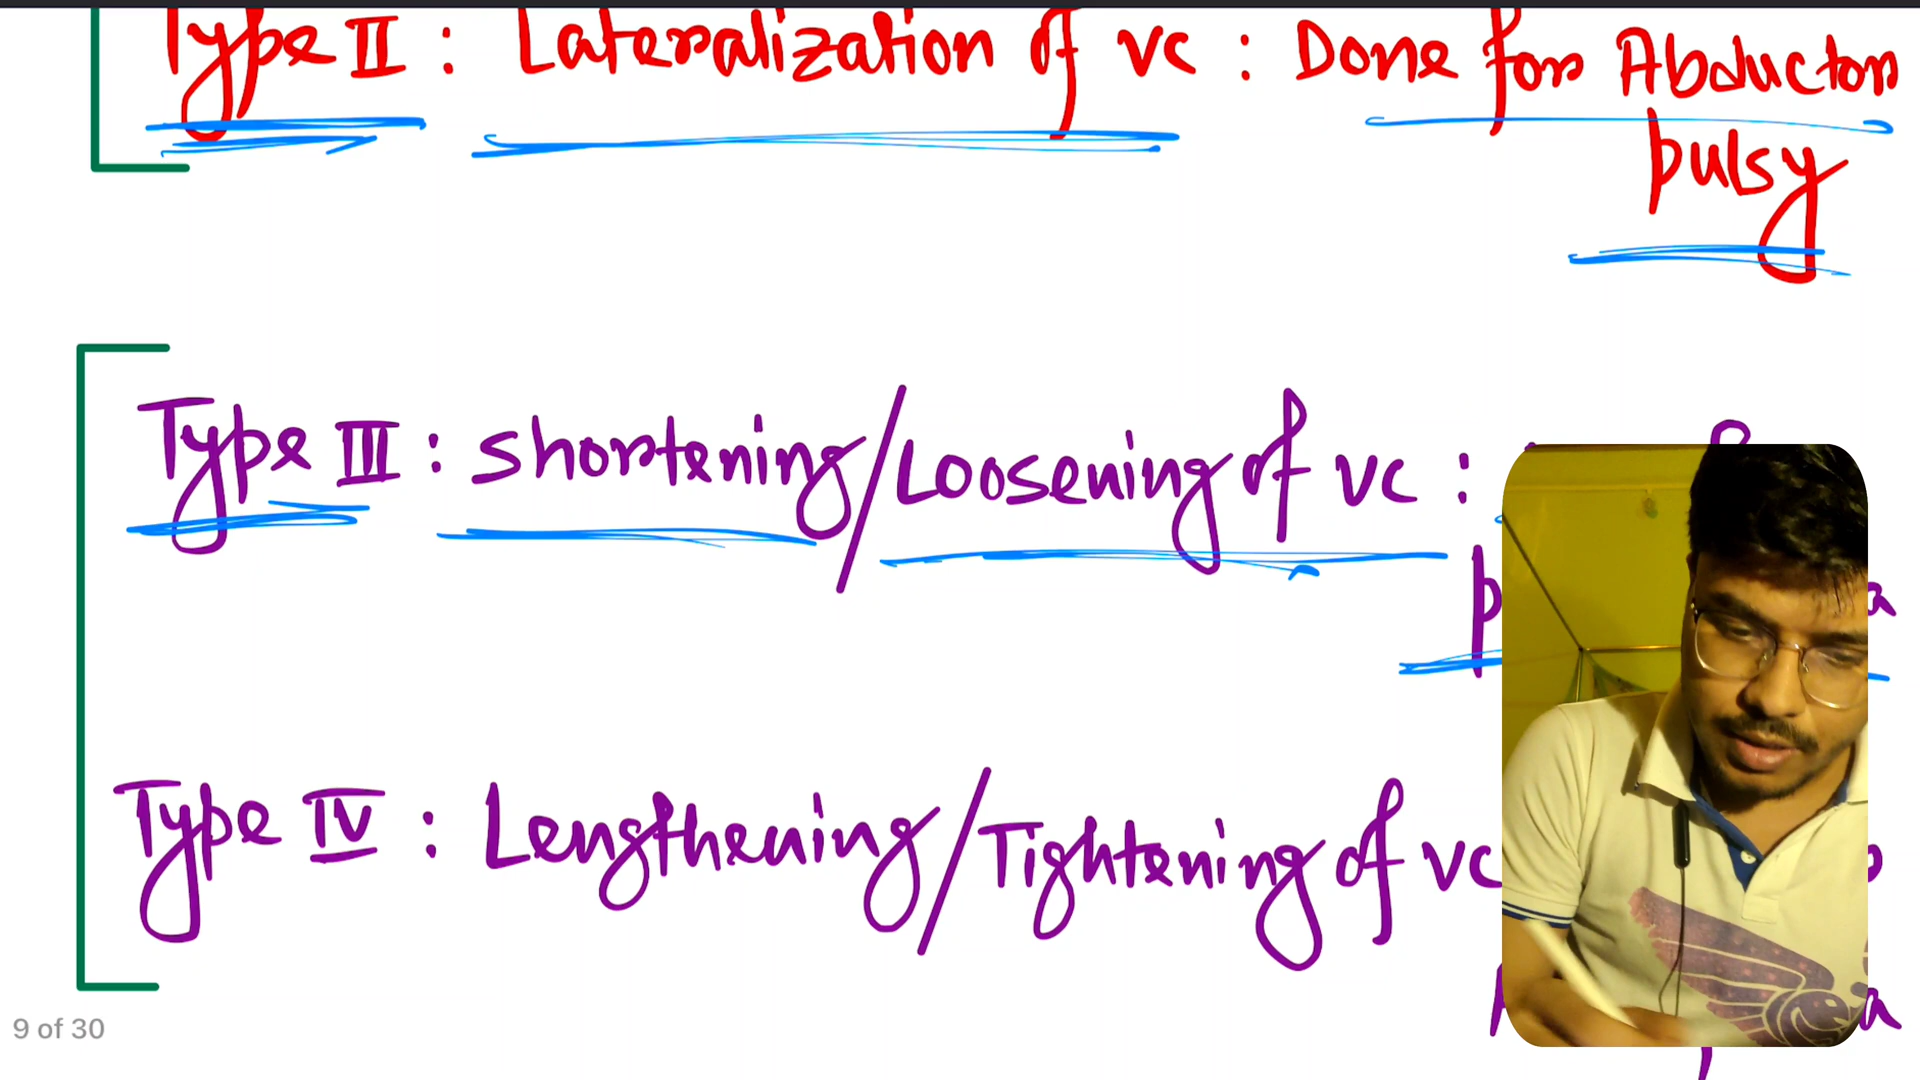 Type II : Lateralization of vc : Done for Abductor
pulsy
Type III : shortening/Loosening of vc :
Type IV : Lengthening/Tightening of vc
9 of 30